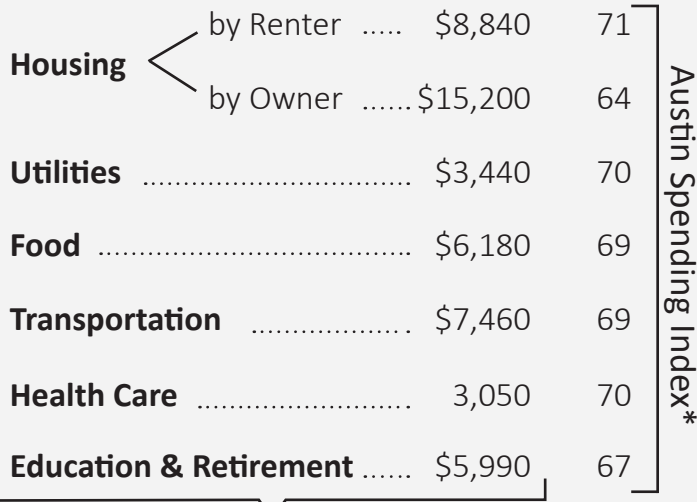 by Renter ..... $8,840 71
Housing
by Owner ...... $15,200 64
Utilities ................................ $3,440 70
Food ..................................... $6,180 69
Transportation ................... $7,460 69
Health Care ......................... 3,050 70
Education & Retirement ...... $5,990 67
Austin Spending Index*